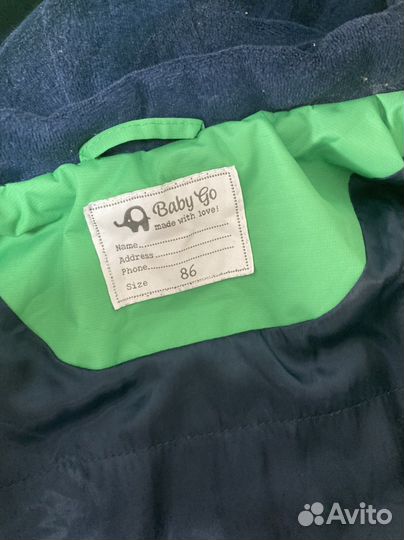 Baby Go
made with love!
Name
Address
Phone
Size 86
Avito